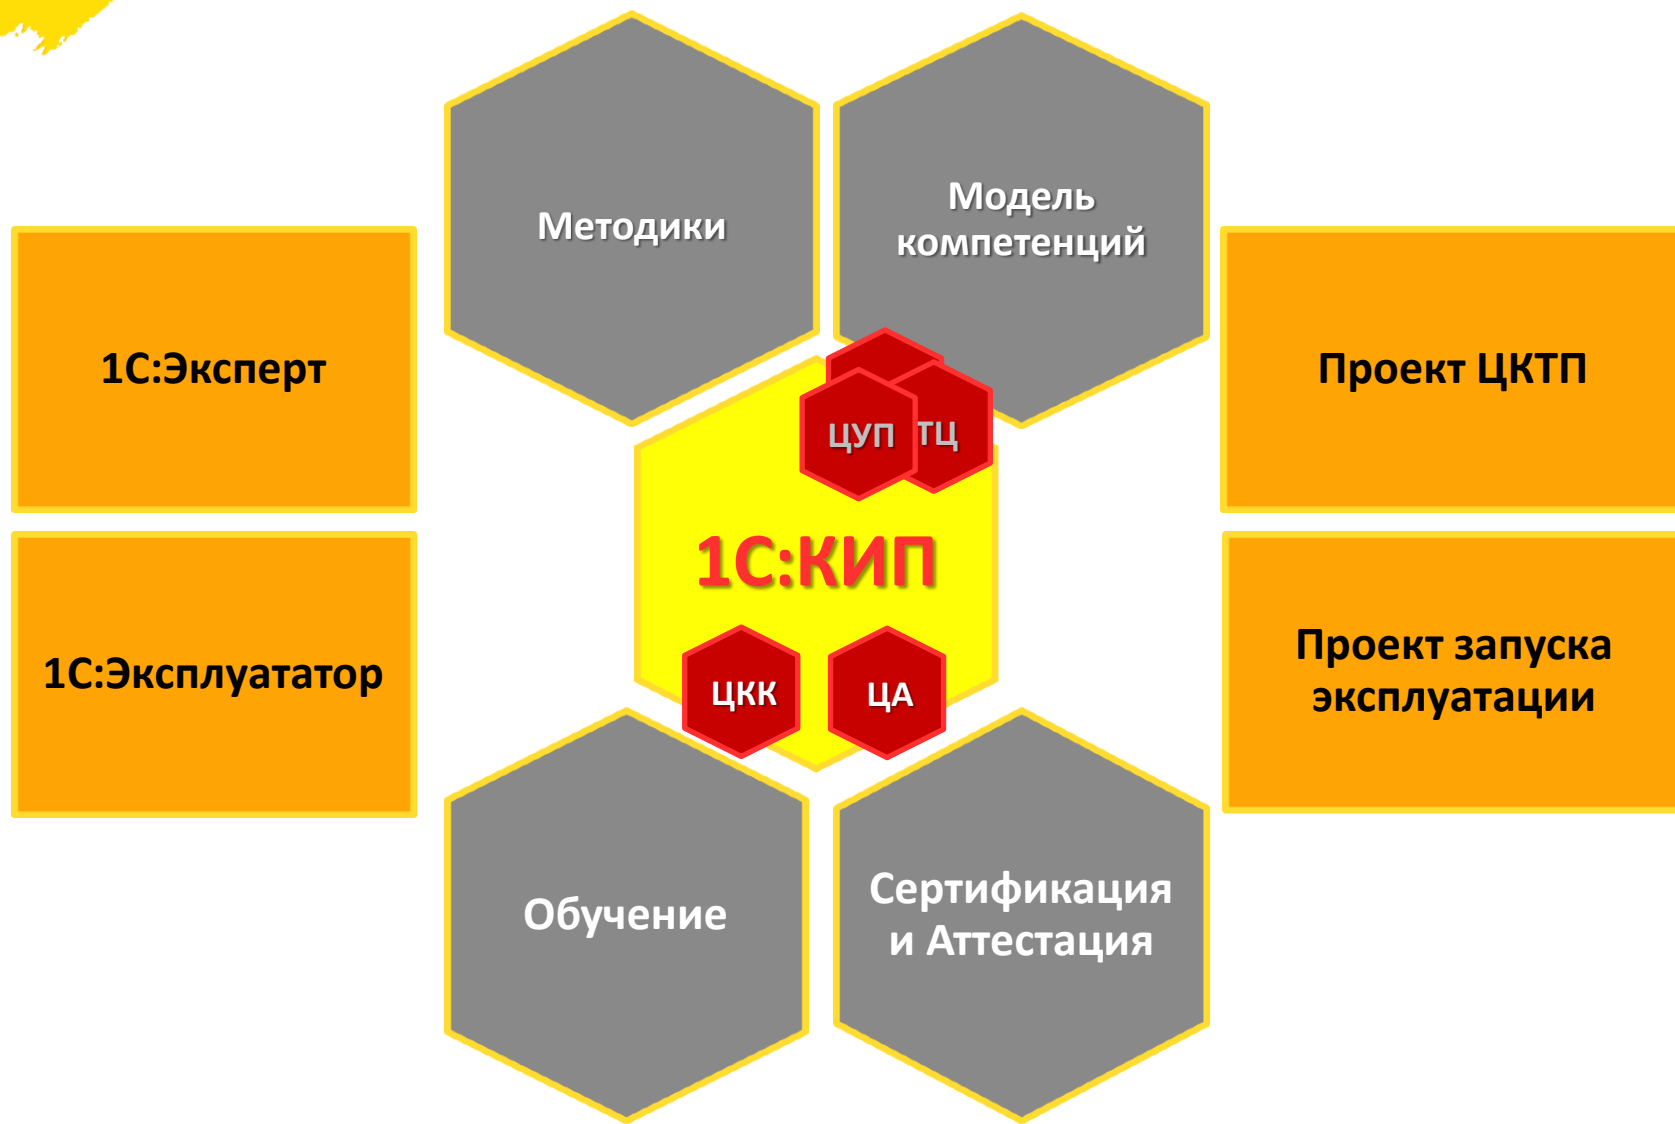 Методики
Модель
компетенций
1С:Эксперт
Проект ЦКТП
ЦУП
ТЦ
1С:КИП
1С:Эксплуататор
ЦКК
ЦА
Проект запуска
эксплуатации
Обучение
Сертификация
и Аттестация